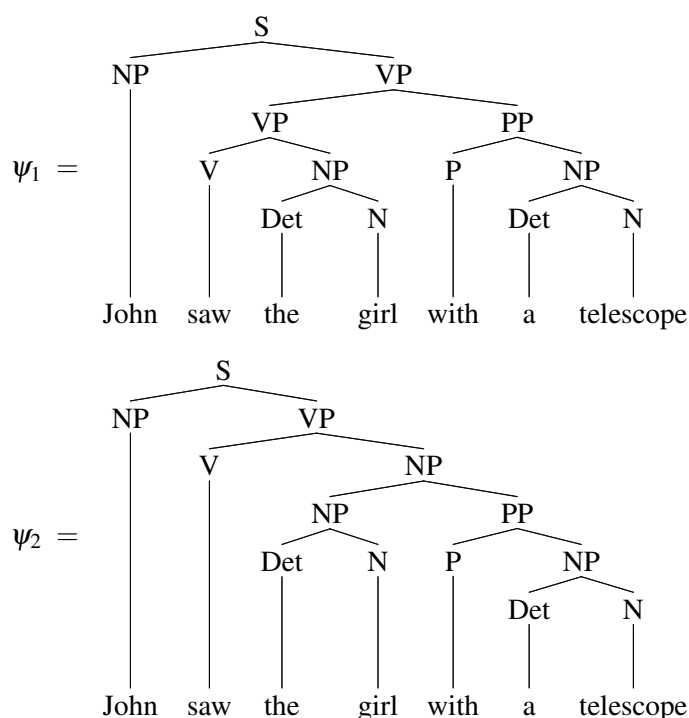 S
NP VP
VP PP
ψ1 = V NP P NP
Det N Det N
John saw the girl with a telescope
S
NP VP
V NP
NP PP
ψ2 = Det N P NP
Det N
John saw the girl with a telescope